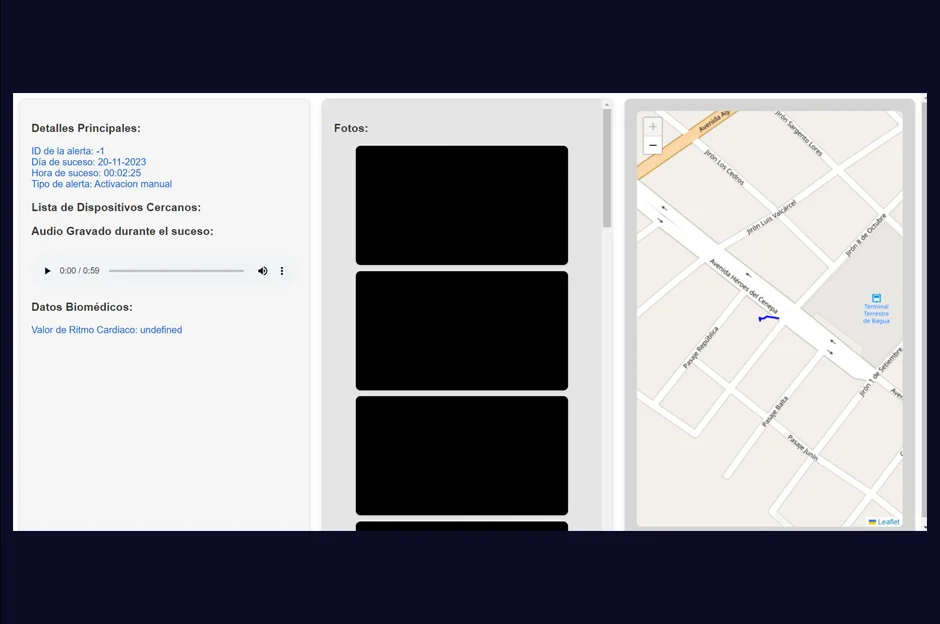 Detalles Principales:
ID de la alerta: -1
Día de suceso: 20-11-2023
Hora de suceso: 00:02:25
Tipo de alerta: Activacion manual
Lista de Dispositivos Cercanos:
Audio Gravado durante el suceso:
0:00 / 0:59
Datos Biomédicos:
Valor de Ritmo Cardiaco: undefined
Fotos:
+
−
Jirón Sargento Lores
Jirón Los Cedros
Jirón Luis Valcárcel
Jirón 8 de Octubre
Avenida Héroes del Cenepa
Terminal
Terrestre
de Bagua
Pasaje República
Jirón 1 de Setiembre
Pasaje Balta
Pasaje Junín
Leaflet